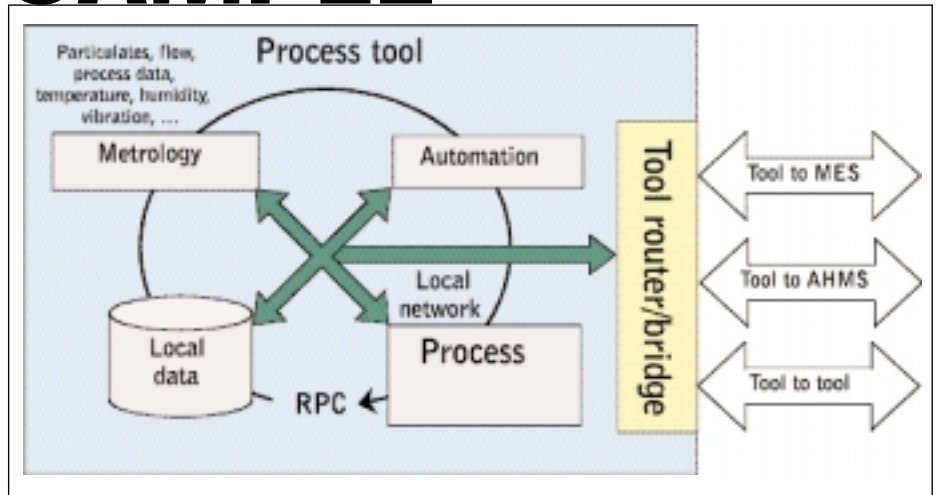 SAMPLE
Process tool
Particulates, flow,
process data,
temperature, humidity,
vibration, ...
Metrology
Automation
Local
network
Local
data
Process
RPC
Tool router/bridge
Tool to MES
Tool to AHMS
Tool to tool